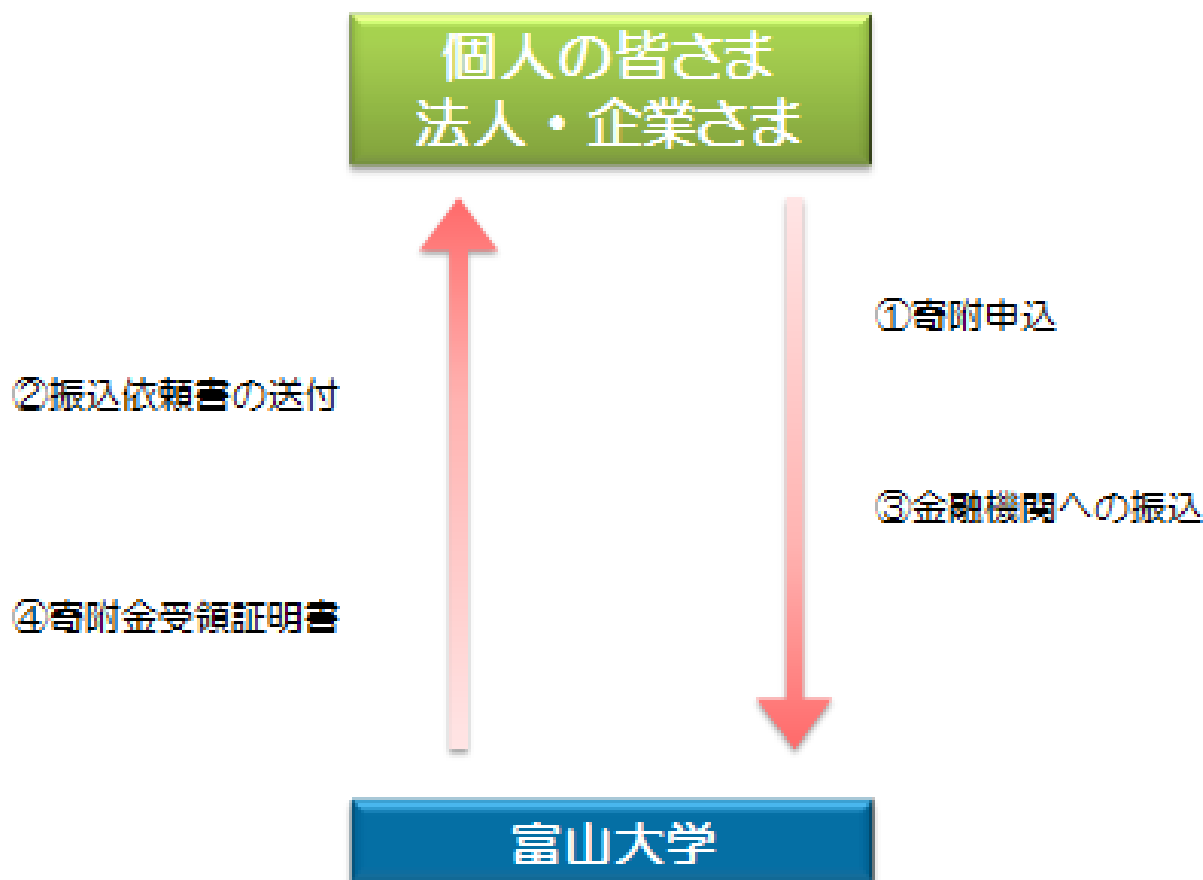 個人の皆さま
法人・企業さま
①寄附申込
②振込依頼書の送付
③金融機関への振込
④寄附金受領証明書
富山大学